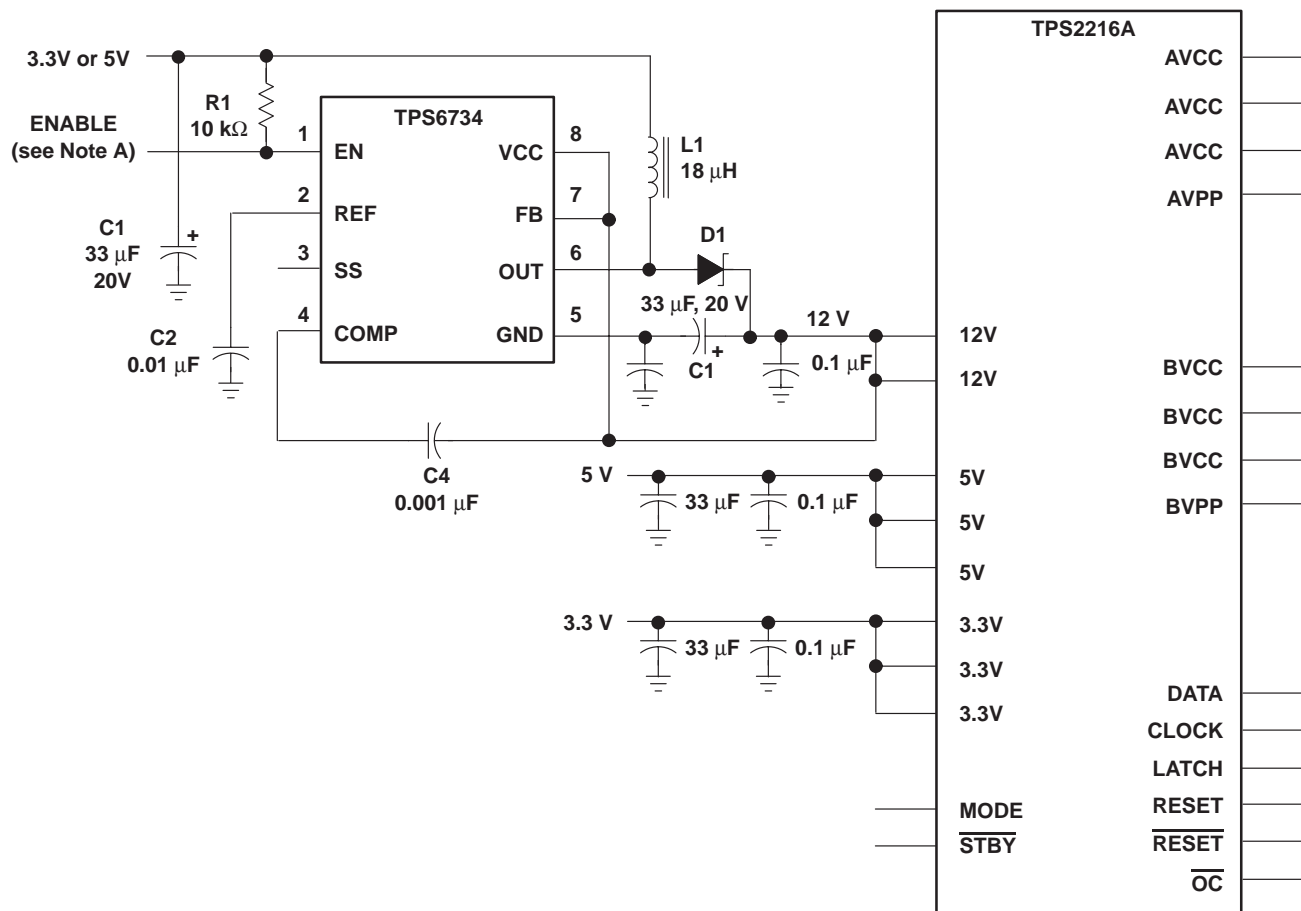 TPS2216A
3.3V or 5V
AVCC
R1
10 kΩ
TPS6734
AVCC
ENABLE
(see Note A)
1
EN
VCC
8
L1
18 μH
AVCC
2
REF
FB
7
AVPP
C1
33 μF
20V
+
3
SS
OUT
6
D1
33 μF, 20 V
4
COMP
GND
5
12 V
12V
C2
0.01 μF
+
C1
0.1 μF
12V
BVCC
BVCC
C4
0.001 μF
BVCC
5 V
33 μF
0.1 μF
5V
BVPP
5V
5V
3.3 V
33 μF
0.1 μF
3.3V
3.3V
3.3V
DATA
CLOCK
LATCH
MODE
RESET
STBY
RESET
OC